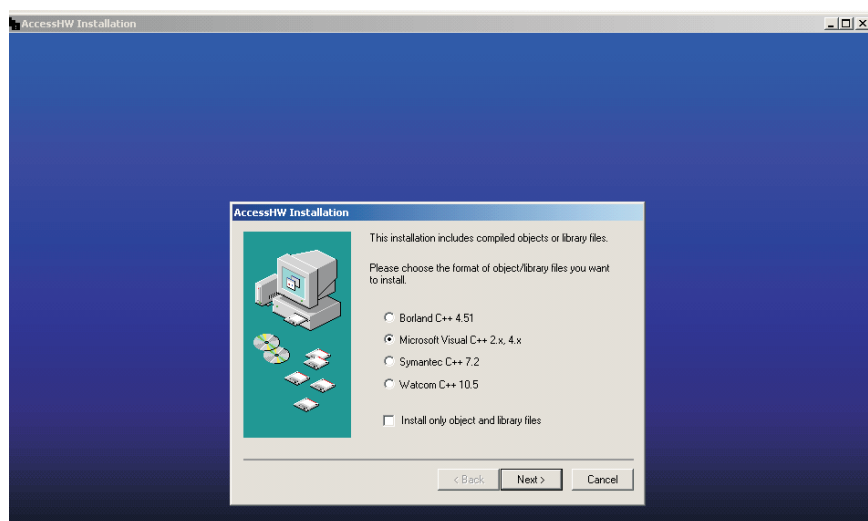 AccessHW Installation
AccessHW Installation
This installation includes compiled objects or library files.
Please choose the format of object/library files you want
to install.
Borland C++ 4.51
Microsoft Visual C++ 2.x, 4.x
Symantec C++ 7.2
Watcom C++ 10.5
Install only object and library files
< Back Next > Cancel